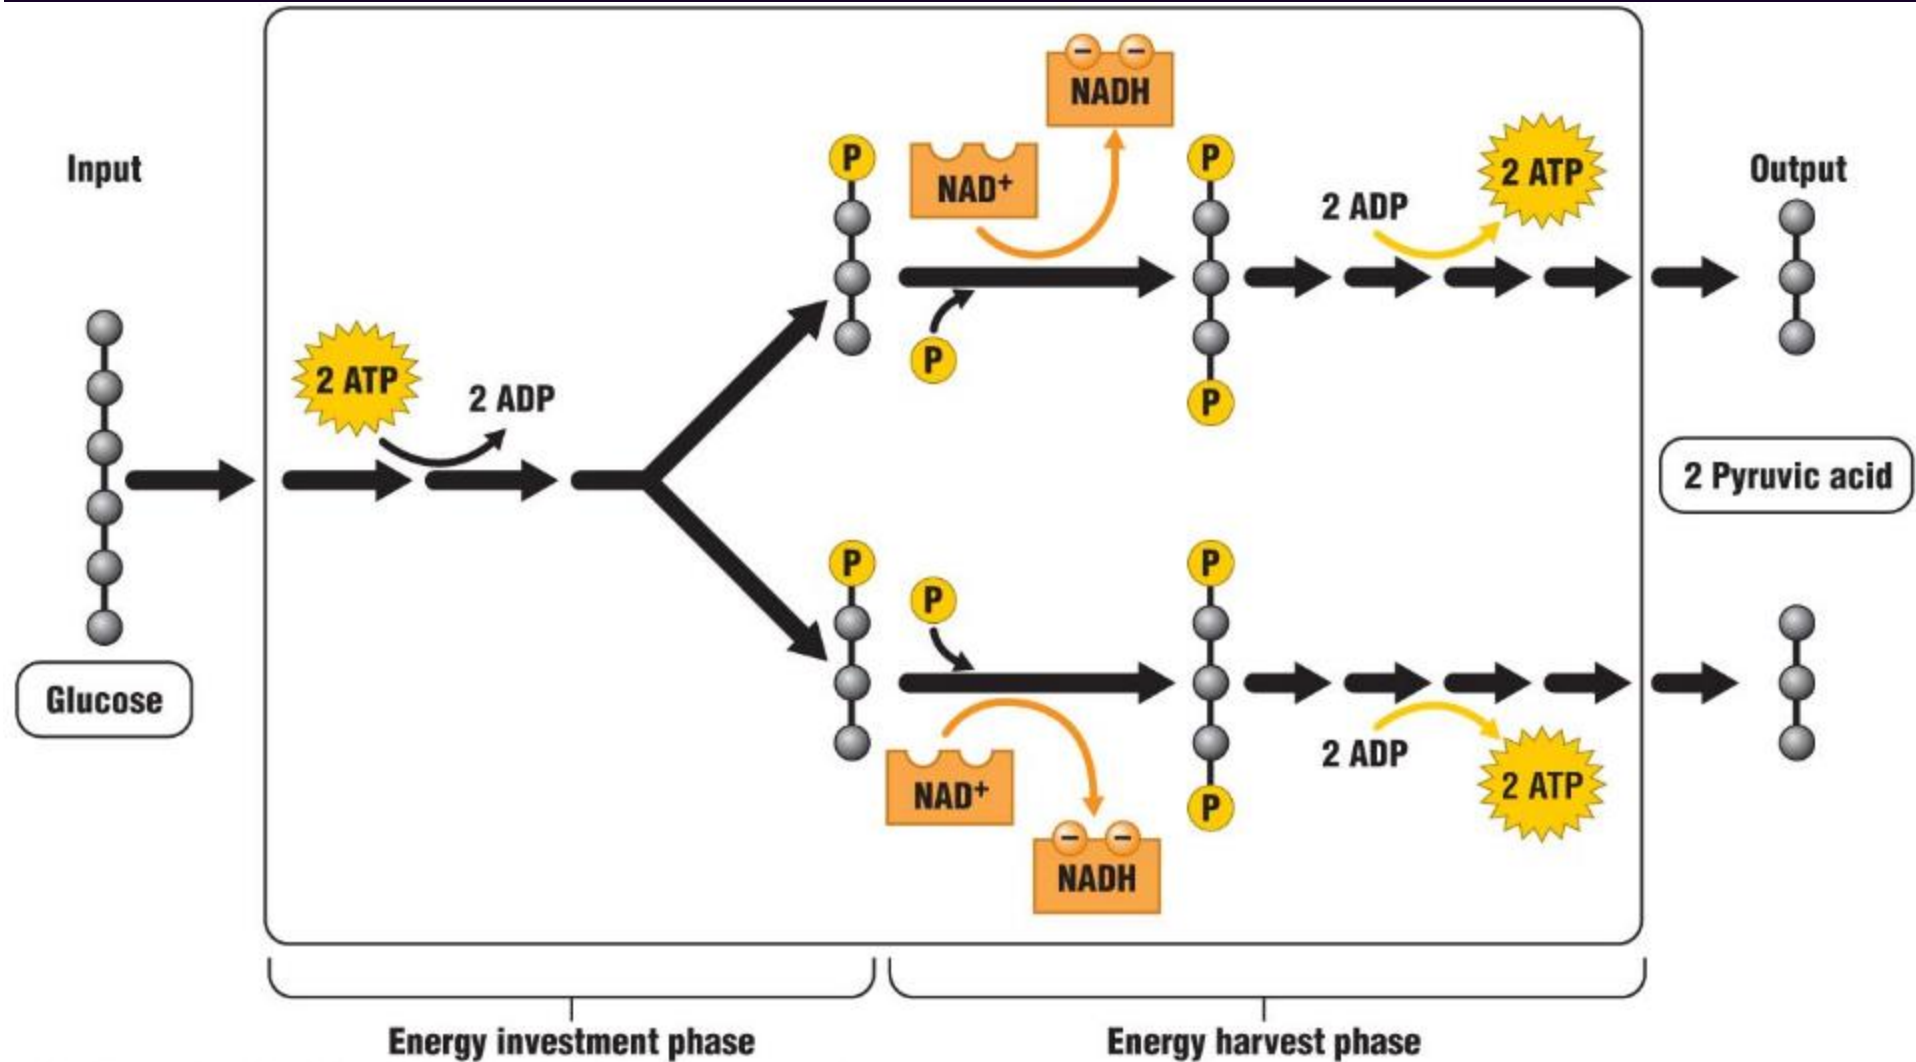 Input
Glucose
2 ATP
2 ADP
P
NAD+
NADH
− −
P
P
P
2 ADP
2 ATP
P
P
NAD+
NADH
− −
P
P
2 ADP
2 ATP
Output
2 Pyruvic acid
Energy investment phase
Energy harvest phase